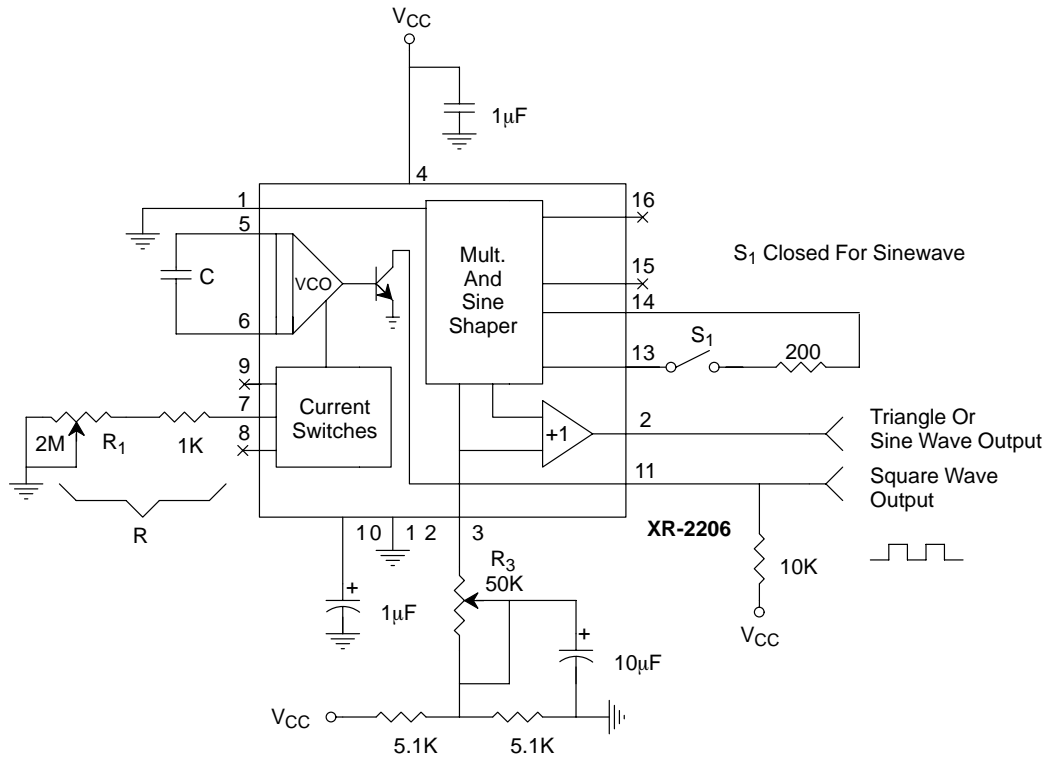 VCC
1μF
4
1
16
5
Mult.
And
Sine
Shaper
S1 Closed For Sinewave
C
VCO
15
14
6
S1
13
200
9
Current
Switches
7
2M
R1
1K
8
+1
2
Triangle Or
Sine Wave Output
11
Square Wave
Output
R
10
1 2
3
XR-2206
R3
50K
10K
+
1μF
+
10μF
VCC
VCC
5.1K
5.1K